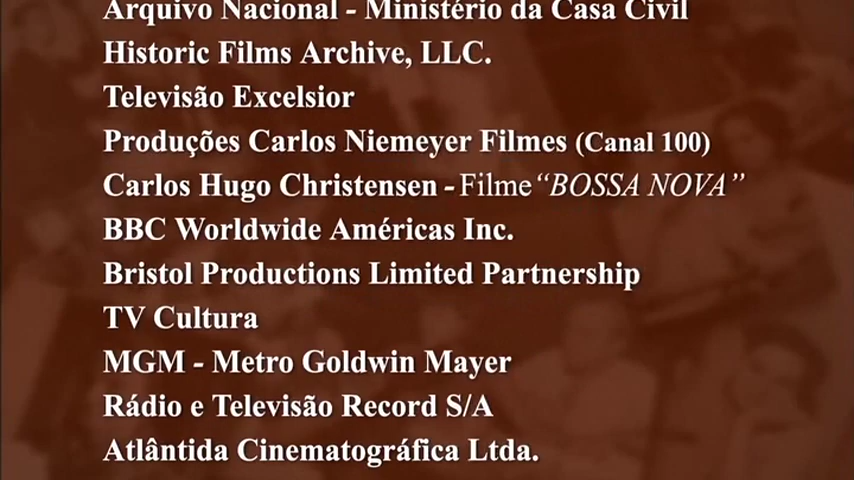 Arquivo Nacional - Ministério da Casa Civil
Historic Films Archive, LLC.
Televisão Excelsior
Produções Carlos Niemeyer Filmes (Canal 100)
Carlos Hugo Christensen - Filme “BOSSA NOVA”
BBC Worldwide Américas Inc.
Bristol Productions Limited Partnership
TV Cultura
MGM - Metro Goldwin Mayer
Rádio e Televisão Record S/A
Atlântida Cinematográfica Ltda.